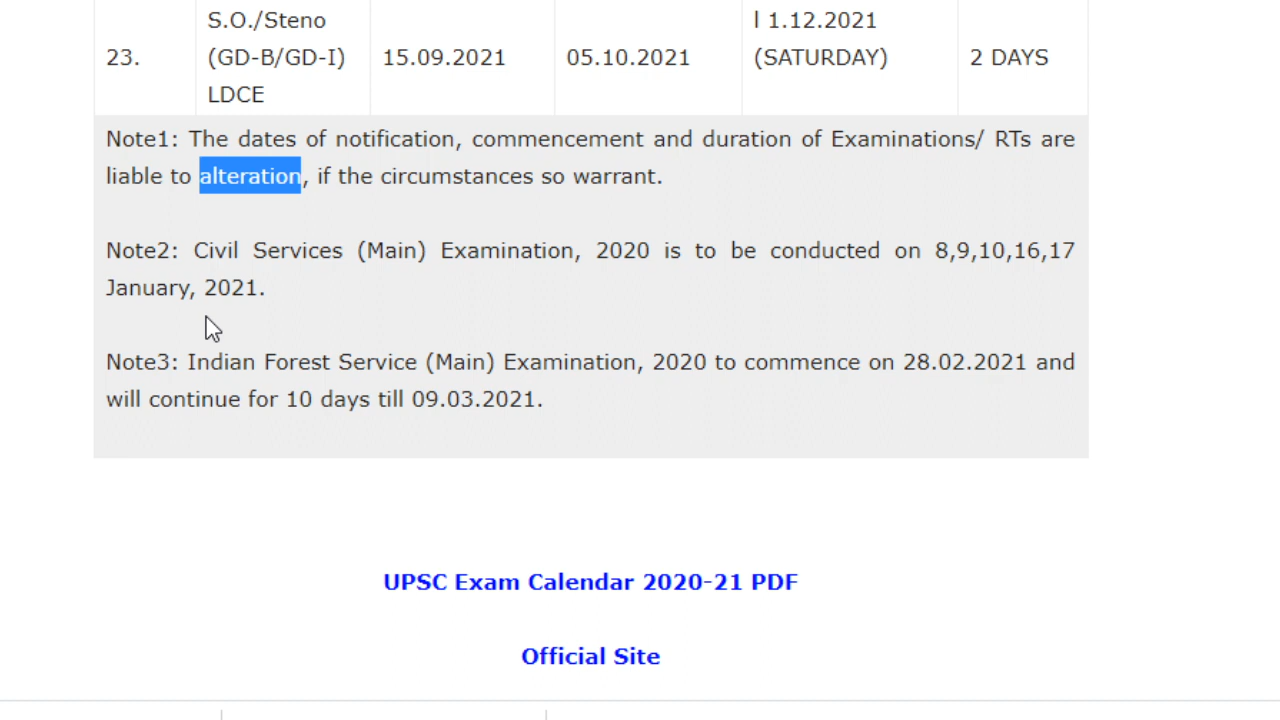 S.O./Steno
(GD-B/GD-I)
LDCE
23.
15.09.2021
05.10.2021
l 1.12.2021
(SATURDAY)
2 DAYS
Note1: The dates of notification, commencement and duration of Examinations/ RTs are
liable to alteration, if the circumstances so warrant.
Note2: Civil Services (Main) Examination, 2020 is to be conducted on 8,9,10,16,17
January, 2021.
Note3: Indian Forest Service (Main) Examination, 2020 to commence on 28.02.2021 and
will continue for 10 days till 09.03.2021.
UPSC Exam Calendar 2020-21 PDF
Official Site